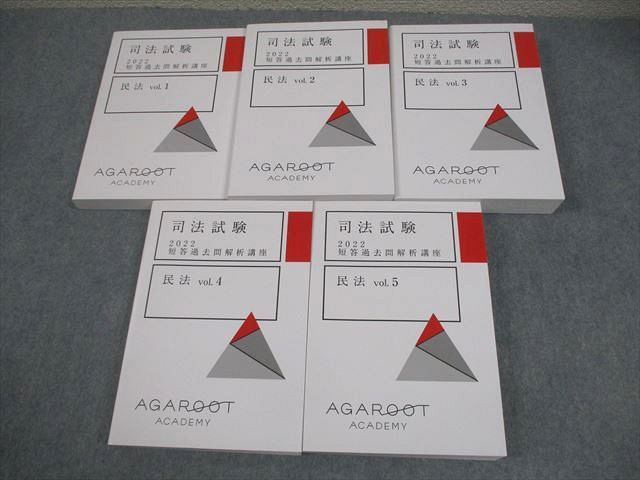 司法試験
2022
短答過去問解析講座
民法 vol.1
AGAROOT
ACADEMY
司法試験
2022
短答過去問解析講座
民法 vol.2
AGAROOT
ACADEMY
司法試験
2022
短答過去問解析講座
民法 vol.3
AGAROOT
ACADEMY
司法試験
2022
短答過去問解析講座
民法 vol.4
AGAROOT
ACADEMY
司法試験
2022
短答過去問解析講座
民法 vol.5
AGAROOT
ACADEMY